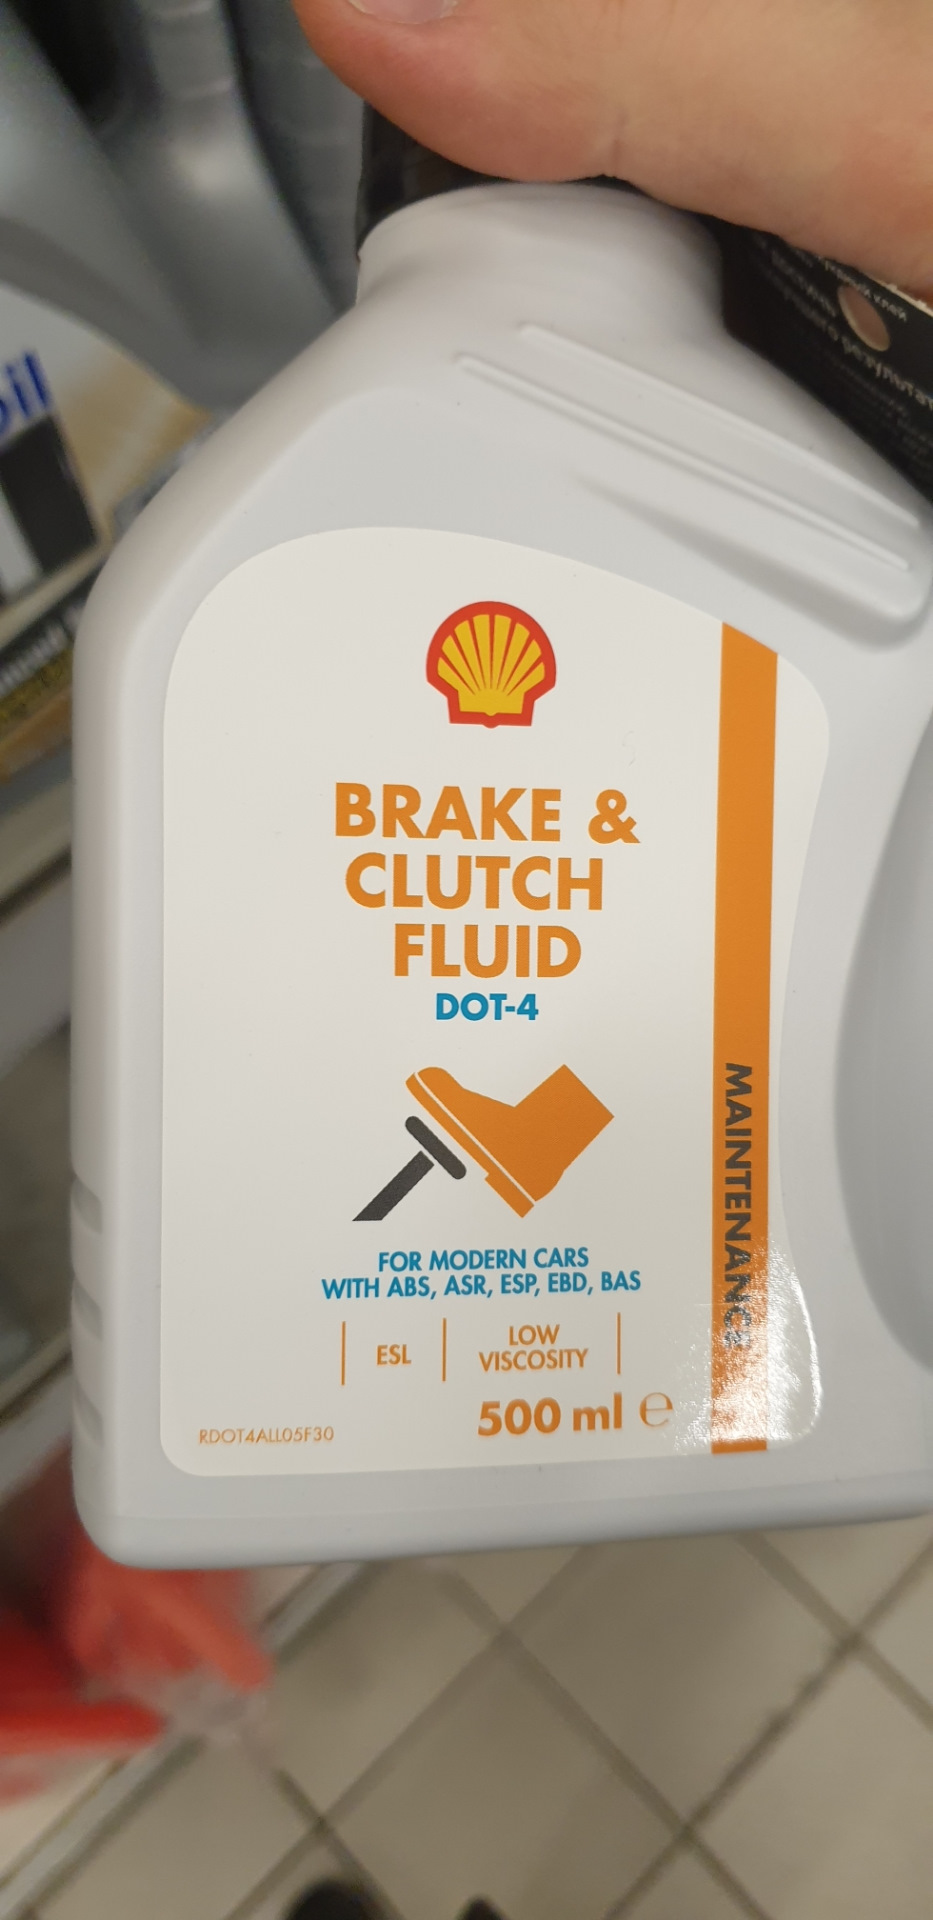 BRAKE &
CLUTCH
FLUID
DOT-4
FOR MODERN CARS
WITH ABS, ASR, ESP, EBD, BAS
ESL
LOW
VISCOSITY
500 ml e
RDOT4ALL05F30
MAINTENANCE